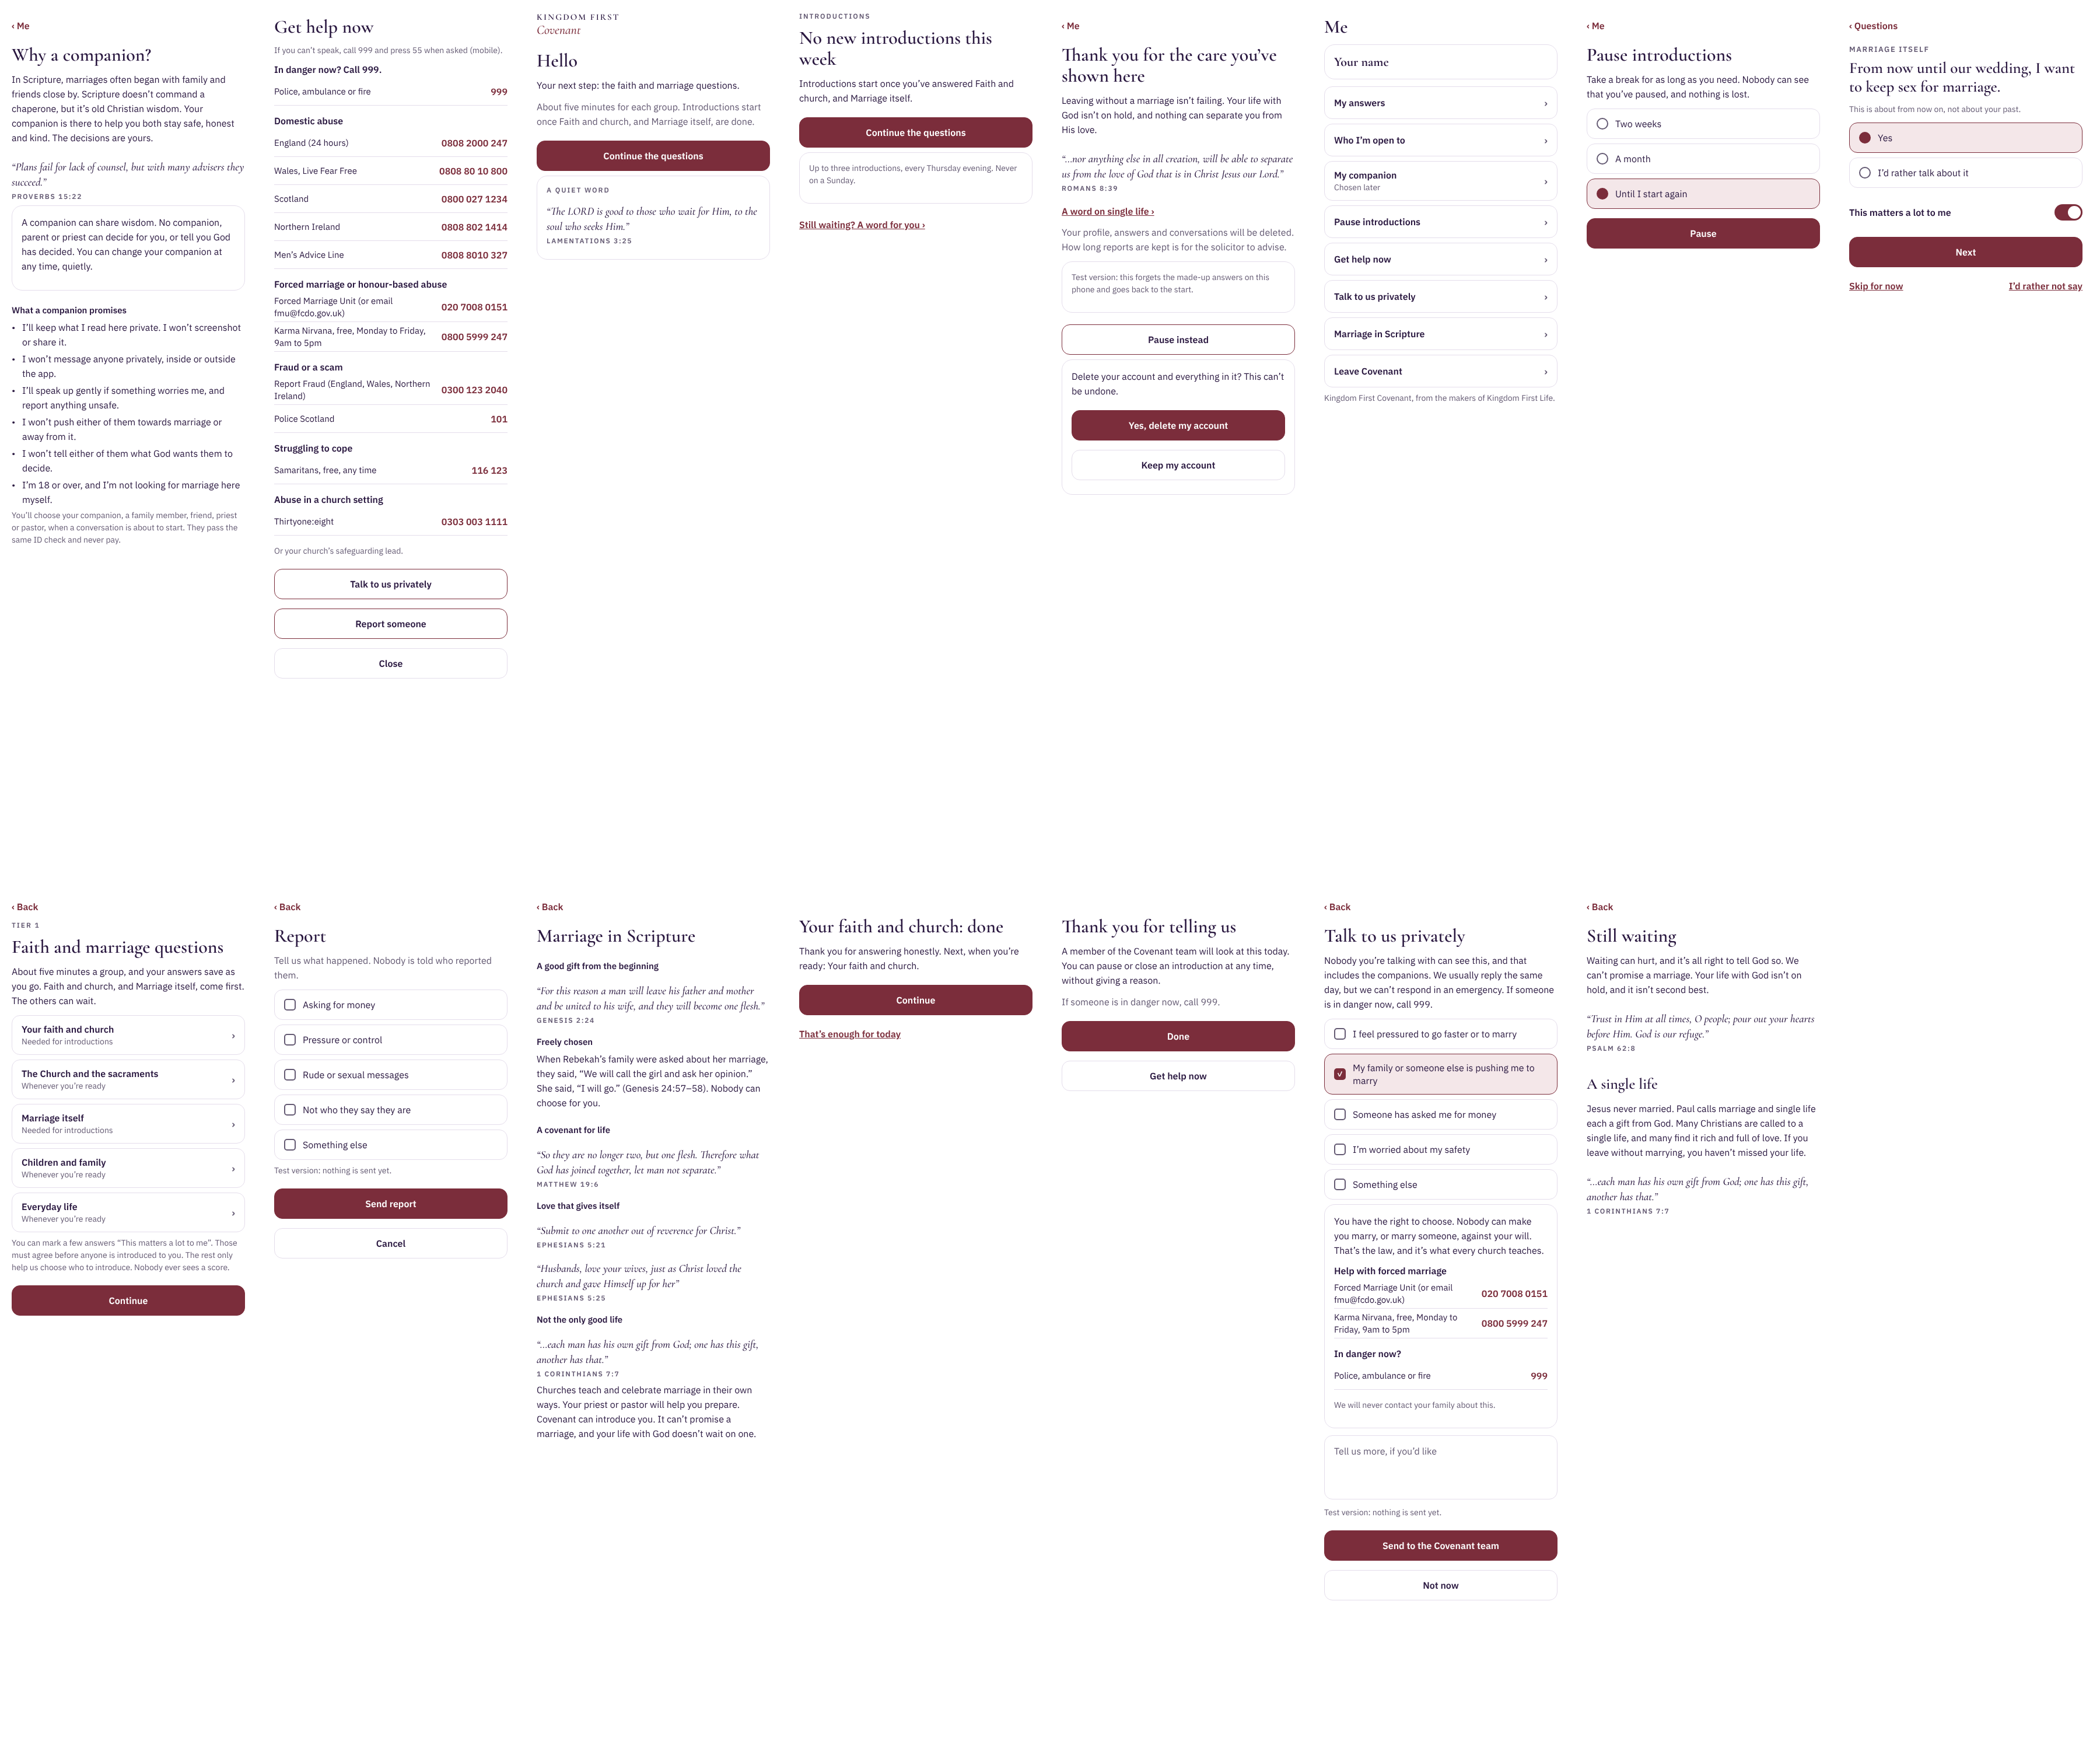 ‹ Me
Why a companion?
In Scripture, marriages often began with family and
friends close by. Scripture doesn’t command a
chaperone, but it’s old Christian wisdom. Your
companion is there to help you both stay safe, honest
and kind. The decisions are yours.
“Plans fail for lack of counsel, but with many advisers they
succeed.”
PROVERBS 15:22
A companion can share wisdom. No companion,
parent or priest can decide for you, or tell you God
has decided. You can change your companion at
any time, quietly.
What a companion promises
• I’ll keep what I read here private. I won’t screenshot
or share it.
• I won’t message anyone privately, inside or outside
the app.
• I’ll speak up gently if something worries me, and
report anything unsafe.
• I won’t push either of them towards marriage or
away from it.
• I won’t tell either of them what God wants them to
decide.
• I’m 18 or over, and I’m not looking for marriage here
myself.
You’ll choose your companion, a family member, friend, priest
or pastor, when a conversation is about to start. They pass the
same ID check and never pay.
Get help now
If you can’t speak, call 999 and press 55 when asked (mobile).
In danger now? Call 999.
Police, ambulance or fire 999
Domestic abuse
England (24 hours) 0808 2000 247
Wales, Live Fear Free 0808 80 10 800
Scotland 0800 027 1234
Northern Ireland 0808 802 1414
Men’s Advice Line 0808 8010 327
Forced marriage or honour-based abuse
Forced Marriage Unit (or email
fmu@fcdo.gov.uk) 020 7008 0151
Karma Nirvana, free, Monday to Friday,
9am to 5pm 0800 5999 247
Fraud or a scam
Report Fraud (England, Wales, Northern
Ireland) 0300 123 2040
Police Scotland 101
Struggling to cope
Samaritans, free, any time 116 123
Abuse in a church setting
Thirtyone:eight 0303 003 1111
Or your church’s safeguarding lead.
Talk to us privately
Report someone
Close
KINGDOM FIRST
Covenant
Hello
Your next step: the faith and marriage questions.
About five minutes for each group. Introductions start
once Faith and church, and Marriage itself, are done.
Continue the questions
A QUIET WORD
“The LORD is good to those who wait for Him, to the
soul who seeks Him.”
LAMENTATIONS 3:25
INTRODUCTIONS
No new introductions this
week
Introductions start once you’ve answered Faith and
church, and Marriage itself.
Continue the questions
Up to three introductions, every Thursday evening. Never
on a Sunday.
Still waiting? A word for you ›
‹ Me
Thank you for the care you’ve
shown here
Leaving without a marriage isn’t failing. Your life with
God isn’t on hold, and nothing can separate you from
His love.
“…nor anything else in all creation, will be able to separate
us from the love of God that is in Christ Jesus our Lord.”
ROMANS 8:39
A word on single life ›
Your profile, answers and conversations will be deleted.
How long reports are kept is for the solicitor to advise.
Test version: this forgets the made-up answers on this
phone and goes back to the start.
Pause instead
Delete your account and everything in it? This can’t
be undone.
Yes, delete my account
Keep my account
Me
Your name
My answers ›
Who I’m open to ›
My companion
Chosen later ›
Pause introductions ›
Get help now ›
Talk to us privately ›
Marriage in Scripture ›
Leave Covenant ›
Kingdom First Covenant, from the makers of Kingdom First Life.
‹ Me
Pause introductions
Take a break for as long as you need. Nobody can see
that you’ve paused, and nothing is lost.
Two weeks
A month
Until I start again
Pause
‹ Questions
MARRIAGE ITSELF
From now until our wedding, I want
to keep sex for marriage.
This is about from now on, not about your past.
Yes
I’d rather talk about it
This matters a lot to me
Next
Skip for now I’d rather not say
‹ Back
TIER 1
Faith and marriage questions
About five minutes a group, and your answers save as
you go. Faith and church, and Marriage itself, come first.
The others can wait.
Your faith and church
Needed for introductions ›
The Church and the sacraments
Whenever you’re ready ›
Marriage itself
Needed for introductions ›
Children and family
Whenever you’re ready ›
Everyday life
Whenever you’re ready ›
You can mark a few answers “This matters a lot to me”. Those
must agree before anyone is introduced to you. The rest only
help us choose who to introduce. Nobody ever sees a score.
Continue
‹ Back
Report
Tell us what happened. Nobody is told who reported
them.
Asking for money
Pressure or control
Rude or sexual messages
Not who they say they are
Something else
Test version: nothing is sent yet.
Send report
Cancel
‹ Back
Marriage in Scripture
A good gift from the beginning
“For this reason a man will leave his father and mother
and be united to his wife, and they will become one flesh.”
GENESIS 2:24
Freely chosen
When Rebekah’s family were asked about her marriage,
they said, “We will call the girl and ask her opinion.”
She said, “I will go.” (Genesis 24:57–58). Nobody can
choose for you.
A covenant for life
“So they are no longer two, but one flesh. Therefore what
God has joined together, let man not separate.”
MATTHEW 19:6
Love that gives itself
“Submit to one another out of reverence for Christ.”
EPHESIANS 5:21
“Husbands, love your wives, just as Christ loved the
church and gave Himself up for her”
EPHESIANS 5:25
Not the only good life
“…each man has his own gift from God; one has this gift,
another has that.”
1 CORINTHIANS 7:7
Churches teach and celebrate marriage in their own
ways. Your priest or pastor will help you prepare.
Covenant can introduce you. It can’t promise a
marriage, and your life with God doesn’t wait on one.
Your faith and church: done
Thank you for answering honestly. Next, when you’re
ready: Your faith and church.
Continue
That’s enough for today
Thank you for telling us
A member of the Covenant team will look at this today.
You can pause or close an introduction at any time,
without giving a reason.
If someone is in danger now, call 999.
Done
Get help now
‹ Back
Talk to us privately
Nobody you’re talking with can see this, and that
includes the companions. We usually reply the same
day, but we can’t respond in an emergency. If someone
is in danger now, call 999.
I feel pressured to go faster or to marry
My family or someone else is pushing me to
marry
Someone has asked me for money
I’m worried about my safety
Something else
You have the right to choose. Nobody can make
you marry, or marry someone, against your will.
That’s the law, and it’s what every church teaches.
Help with forced marriage
Forced Marriage Unit (or email
fmu@fcdo.gov.uk) 020 7008 0151
Karma Nirvana, free, Monday to
Friday, 9am to 5pm 0800 5999 247
In danger now?
Police, ambulance or fire 999
We will never contact your family about this.
Tell us more, if you’d like
Test version: nothing is sent yet.
Send to the Covenant team
Not now
‹ Back
Still waiting
Waiting can hurt, and it’s all right to tell God so. We
can’t promise a marriage. Your life with God isn’t on
hold, and it isn’t second best.
“Trust in Him at all times, O people; pour out your hearts
before Him. God is our refuge.”
PSALM 62:8
A single life
Jesus never married. Paul calls marriage and single life
each a gift from God. Many Christians are called to a
single life, and many find it rich and full of love. If you
leave without marrying, you haven’t missed your life.
“…each man has his own gift from God; one has this gift,
another has that.”
1 CORINTHIANS 7:7